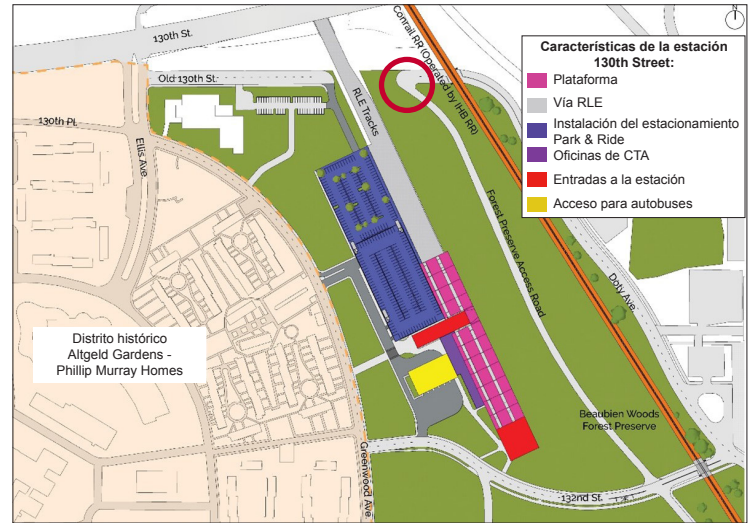 130th St.
Conrail RR (Operated by IHB RR)
Old 130th St.
RLE Tracks
130th Pl.
Ellis Ave.
Características de la estación
130th Street:
Plataforma
Vía RLE
Instalación del estacionamiento
Park & Ride
Oficinas de CTA
Entradas a la estación
Acceso para autobuses
Forest Preserve Access Road
Doty Ave.
Distrito histórico
Altgeld Gardens -
Phillip Murray Homes
Beaubien Woods
Forest Preserve
Greenwood Ave
132nd St.